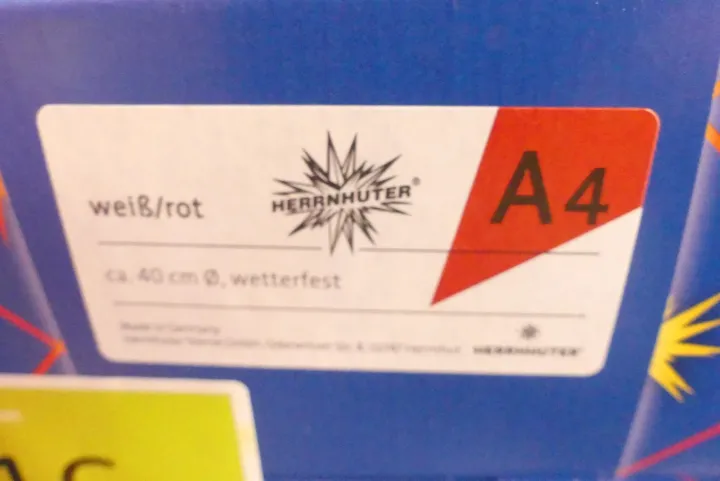 weiß/rot
HERRNHUTER®
A4
ca. 40 cm Ø, wetterfest
Made in Germany
HERRNHUTER®